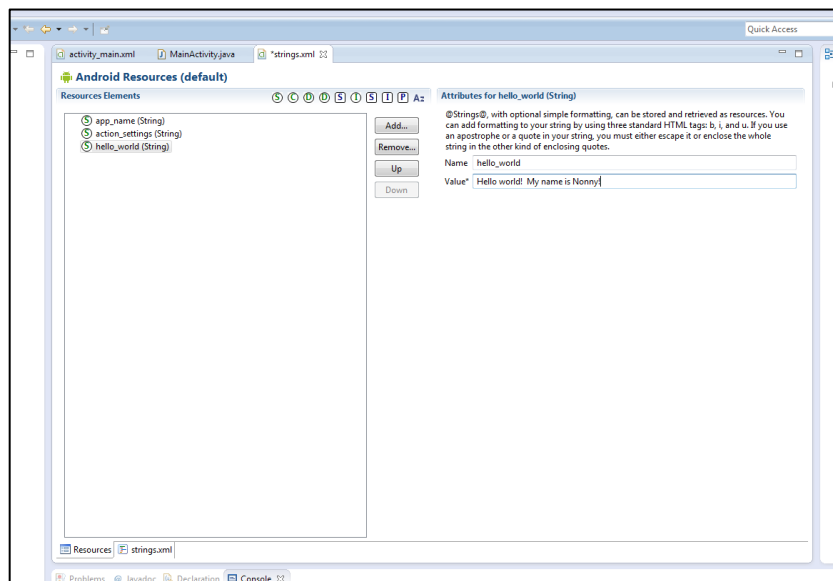 Quick Access
activity_main.xml
MainActivity.java
*strings.xml
Android Resources (default)
Resources Elements
S C D D S I S I P Az
Attributes for hello_world (String)
S app_name (String)
S action_settings (String)
S hello_world (String)
Add...
Remove...
Up
Down
@Strings@, with optional simple formatting, can be stored and retrieved as resources. You
can add formatting to your string by using three standard HTML tags: b, i, and u. If you use
an apostrophe or a quote in your string, you must either escape it or enclose the whole
string in the other kind of enclosing quotes.
Name hello_world
Value* Hello world!  My name is Nonny!
Resources
strings.xml
Problems @ Javadoc Declaration Console